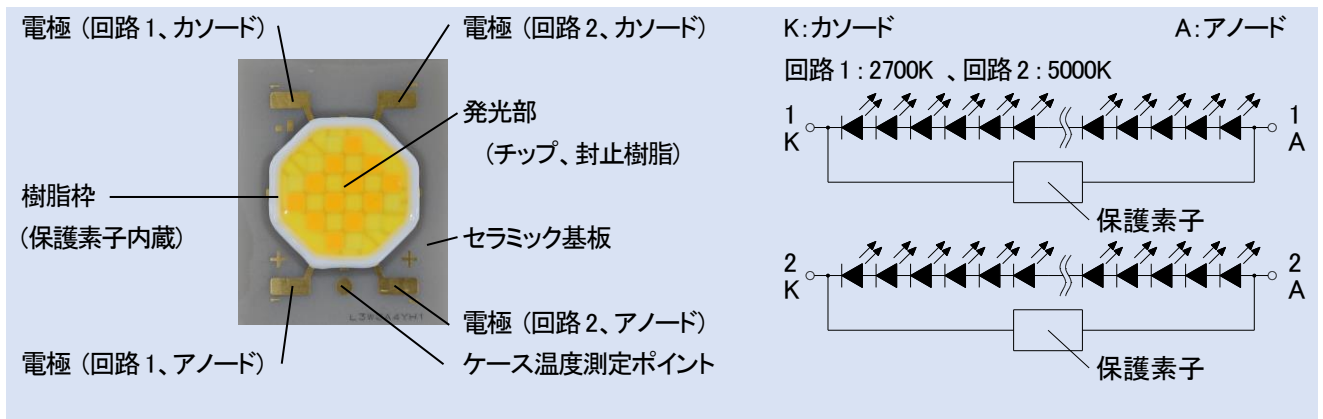 電極（回路1、カソード）
電極（回路2、カソード）
発光部
（チップ、封止樹脂）
樹脂枠
（保護素子内蔵）
セラミック基板
電極（回路2、アノード）
電極（回路1、アノード）
ケース温度測定ポイント
K：カソード
A：アノード
回路1：2700K 、回路2：5000K
1
K
1
A
保護素子
2
K
2
A
保護素子